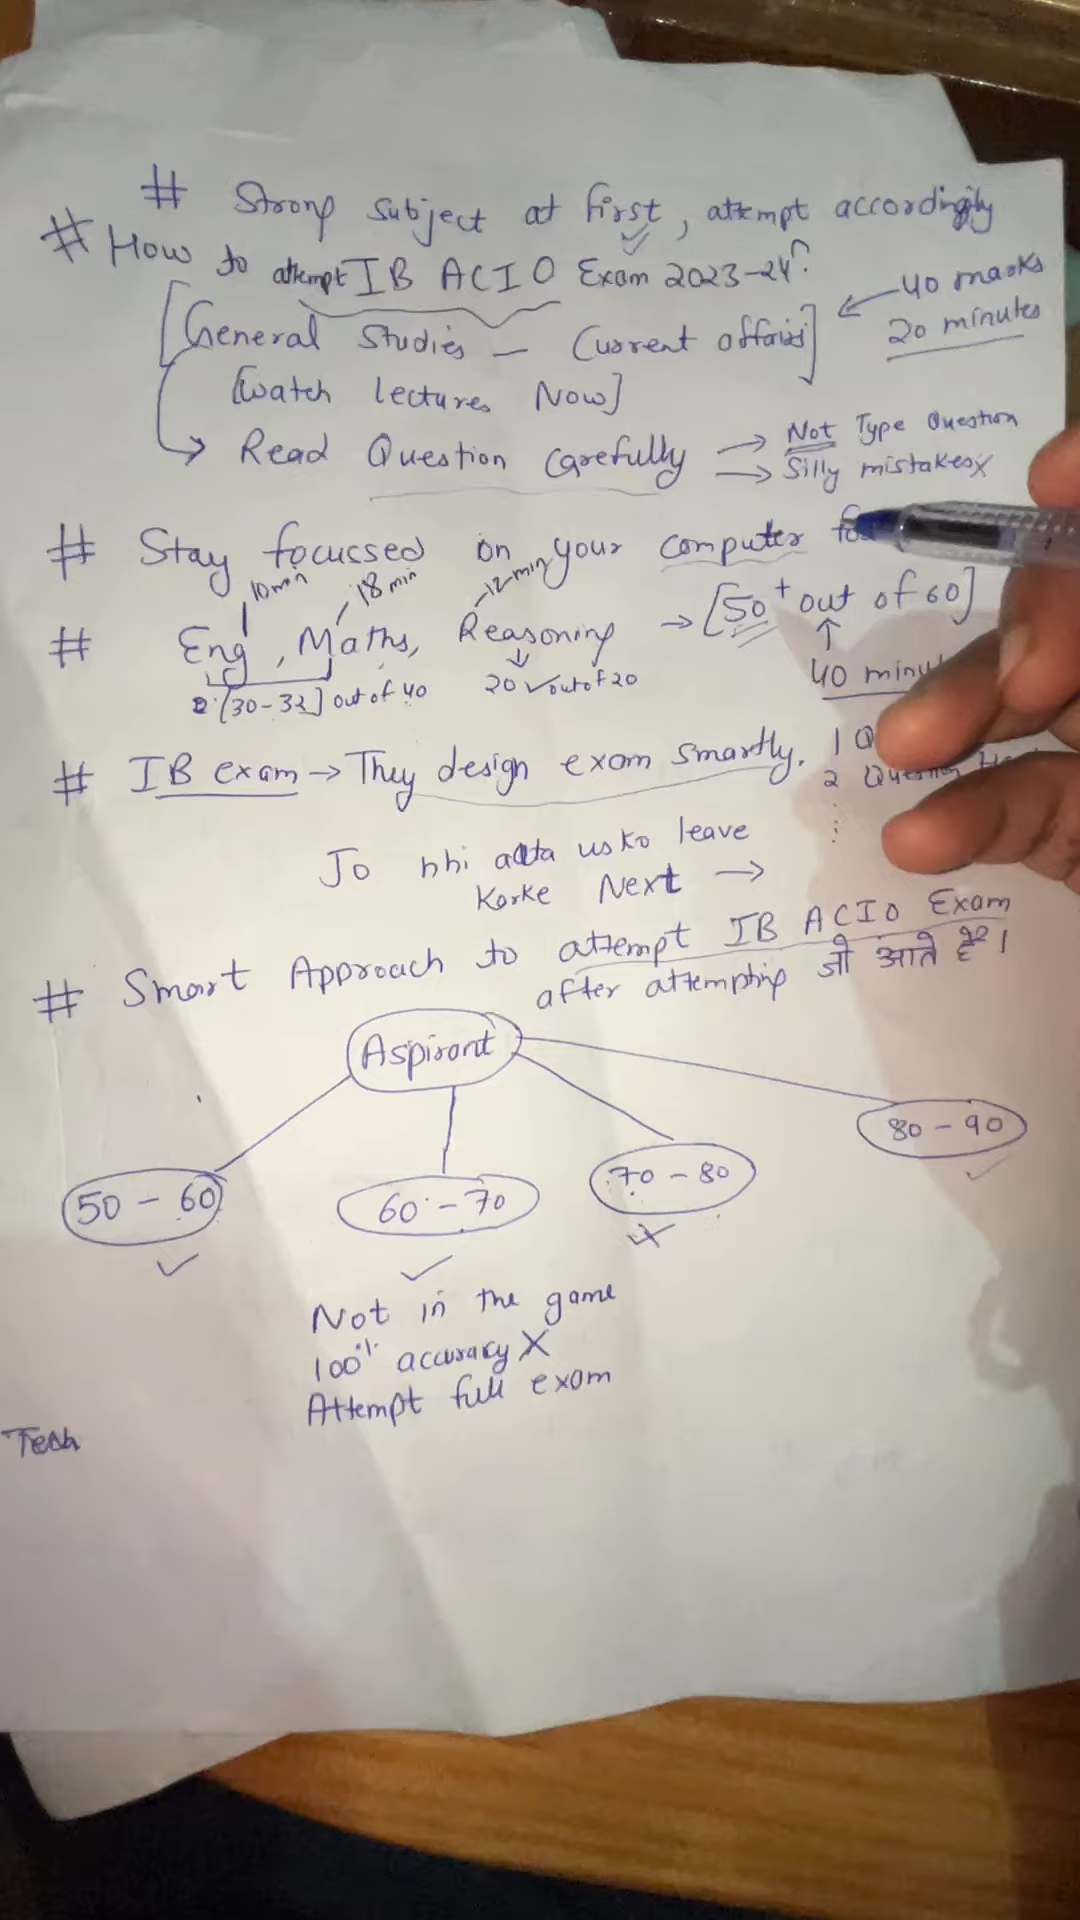 # Strong subject at first, attempt accordingly
# How to attempt IB ACIO Exam 2023-24?
[General Studies - Current affairs] ← 40 marks
20 minutes
[Watch lectures Now]
→ Read Question Carefully → Not Type Question
→ Silly mistakes X
# Stay focussed on your computer
10 min 18 min 12 min
# Eng, Maths, Reasoning → [50+ out of 60]
[30-32] out of 40 20 ✓ out of 20
↑
40
# IB exam → They design exam smartly. 1
2 Question
Jo nhi aata usko leave
Karke Next →
# Smart Approach to attempt IB ACIO Exam
after attempting जो आते है।
Aspirant
50 - 60 60 - 70 70 - 80 80 - 90
✓ ✓ X ✓
Not in the game
100% accuracy X
Attempt full exam